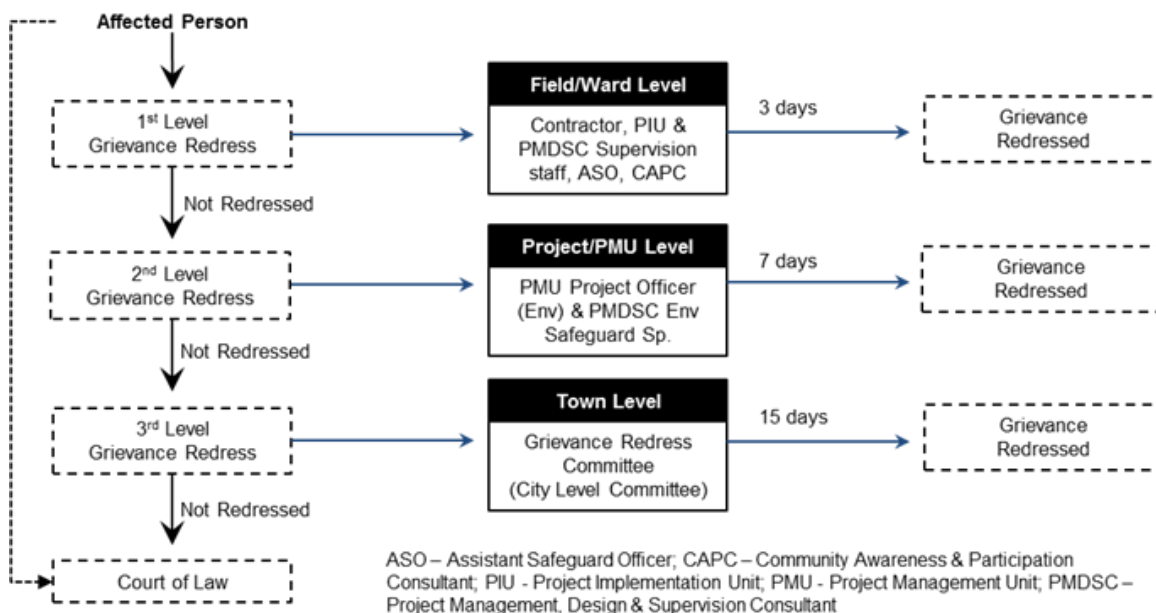 Affected Person
1st Level
Grievance Redress
Field/Ward Level
Contractor, PIU &
PMDSC Supervision
staff, ASO, CAPC
3 days
Grievance
Redressed
Not Redressed
2nd Level
Grievance Redress
Project/PMU Level
PMU Project Officer
(Env) & PMDSC Env
Safeguard Sp.
7 days
Grievance
Redressed
Not Redressed
3rd Level
Grievance Redress
Town Level
Grievance Redress
Committee
(City Level Committee)
15 days
Grievance
Redressed
Not Redressed
Court of Law
ASO – Assistant Safeguard Officer; CAPC – Community Awareness & Participation
Consultant; PIU - Project Implementation Unit; PMU - Project Management Unit; PMDSC –
Project Management, Design & Supervision Consultant